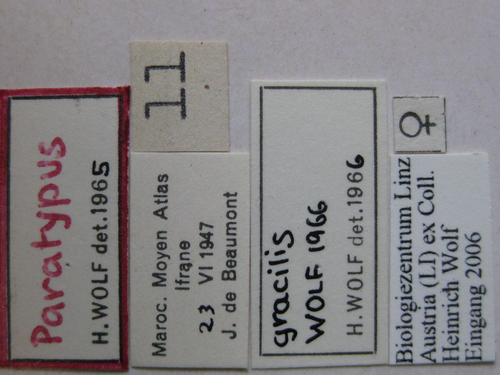 Paratypus
H. WOLF det. 1965
11
Maroc. Moyen Atlas
Ifrane
23 VI 1947
J. de Beaumont
gracilis
WOLF 1966
H. WOLF det. 1966
♀
Biologiezentrum Linz
Austria (LI) ex Coll.
Heinrich Wolf
Eingang 2006